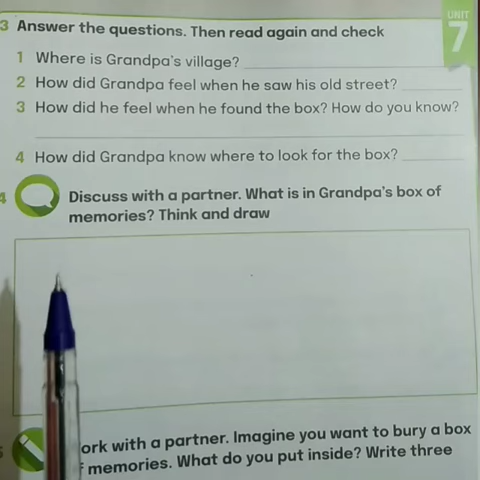 UNIT
7
3 Answer the questions. Then read again and check
1 Where is Grandpa's village?
2 How did Grandpa feel when he saw his old street?
3 How did he feel when he found the box? How do you know?
4 How did Grandpa know where to look for the box?
4 Discuss with a partner. What is in Grandpa's box of
memories? Think and draw
ork with a partner. Imagine you want to bury a box
memories. What do you put inside? Write three